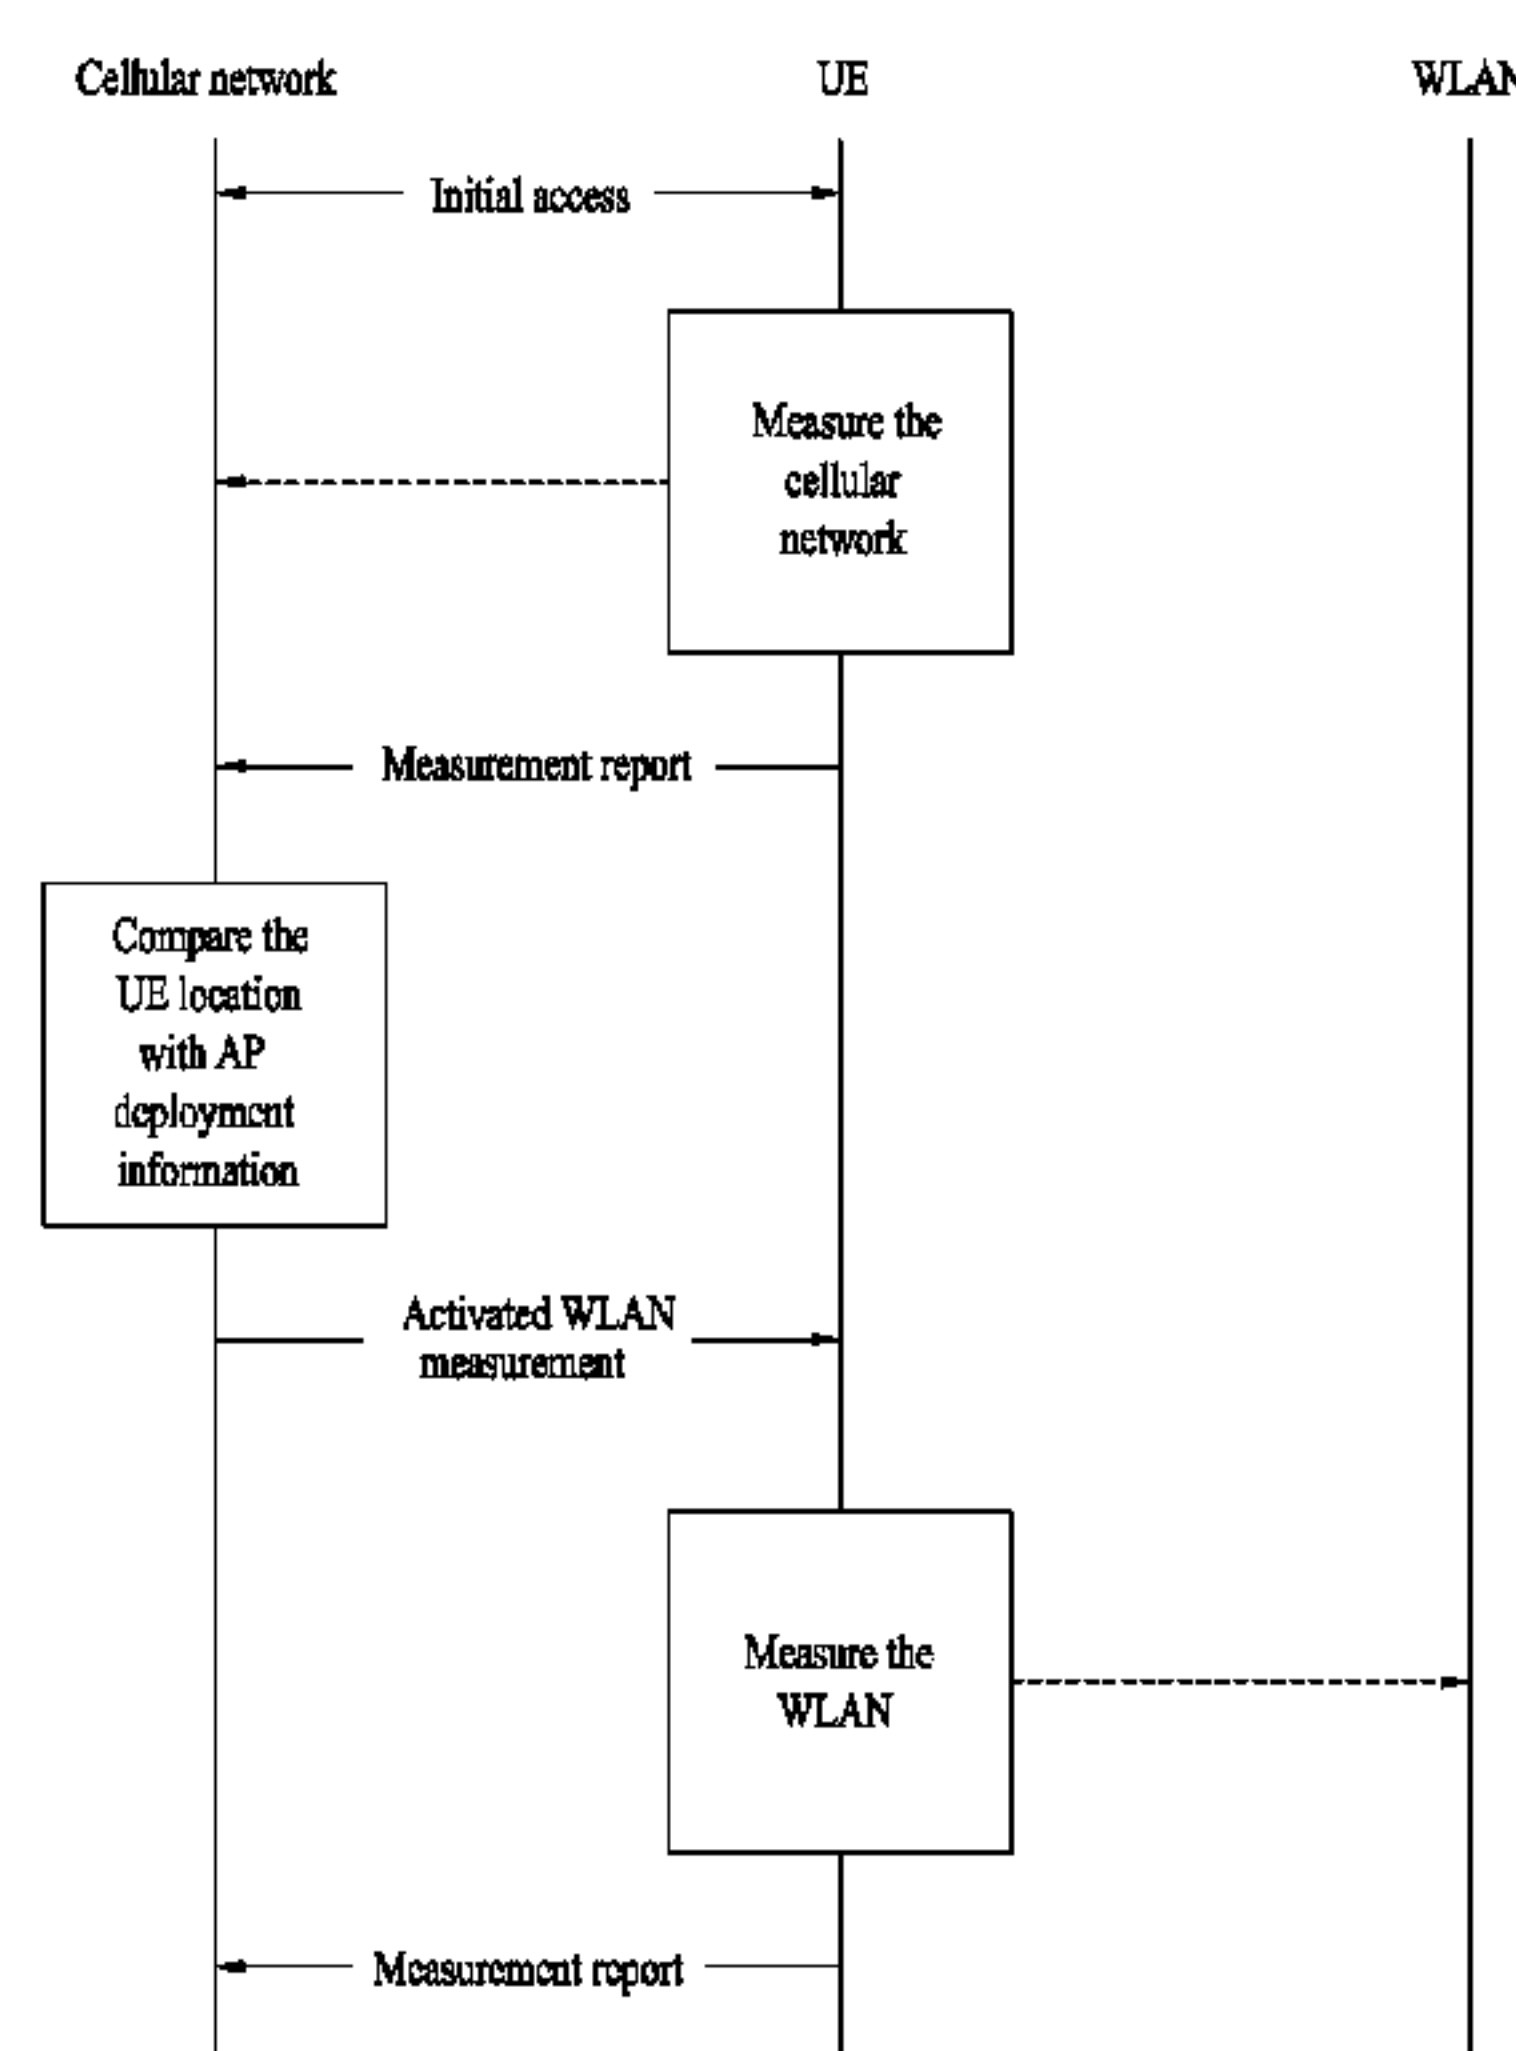 Cellular network
UE
WLAN
Initial access
Measure the
cellular
network
Measurement report
Compare the
UE location
with AP
deployment
information
Activated WLAN
measurement
Measure the
WLAN
Measurement report